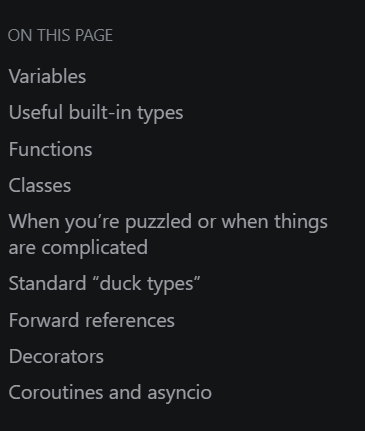 ON THIS PAGE
Variables
Useful built-in types
Functions
Classes
When you’re puzzled or when things
are complicated
Standard “duck types”
Forward references
Decorators
Coroutines and asyncio